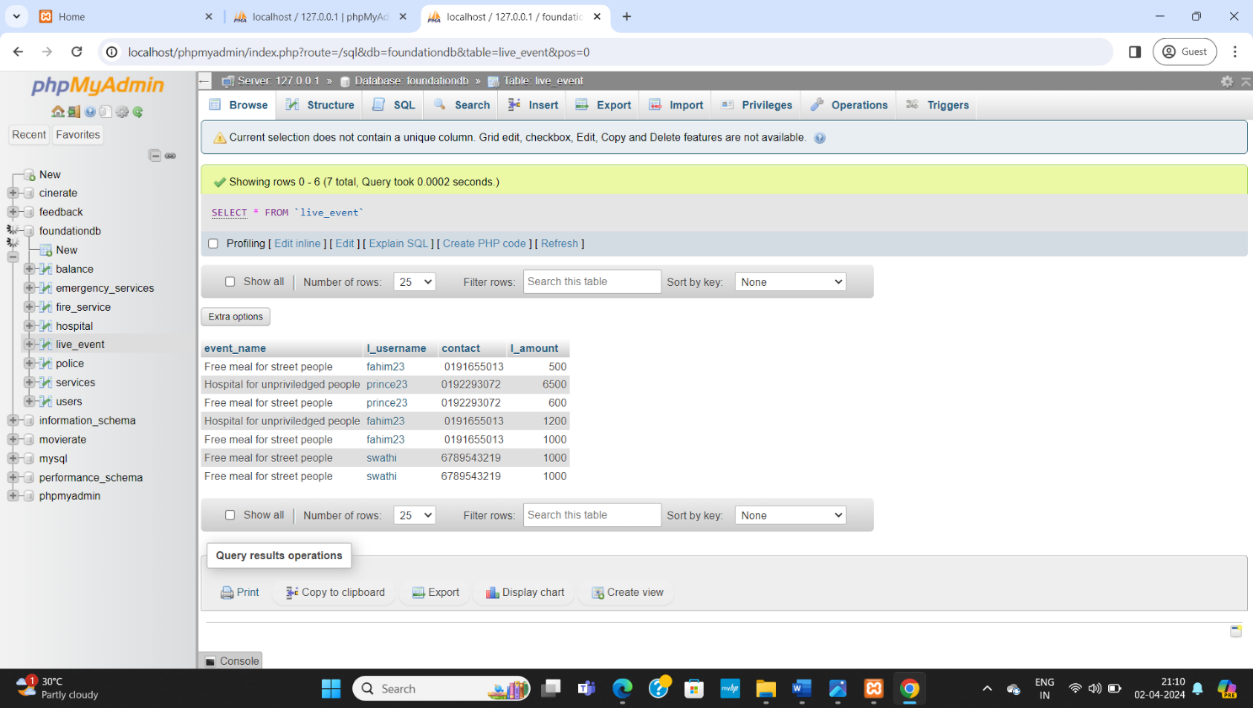 Home
localhost / 127.0.0.1 | phpMyAd
localhost / 127.0.0.1 / foundatio
localhost/phpmyadmin/index.php?route=/sql&db=foundationdb&table=live_event&pos=0
Guest
phpMyAdmin
Recent Favorites
New
cinerate
feedback
foundationdb
New
balance
emergency_services
fire_service
hospital
live_event
police
services
users
information_schema
movierate
mysql
performance_schema
phpmyadmin
Server: 127.0.0.1 » Database: foundationdb » Table: live_event
Browse Structure SQL Search Insert Export Import Privileges Operations Triggers
Current selection does not contain a unique column. Grid edit, checkbox, Edit, Copy and Delete features are not available.
Showing rows 0 - 6 (7 total, Query took 0.0002 seconds.)
SELECT * FROM `live_event`
Profiling [ Edit inline ] [ Edit ] [ Explain SQL ] [ Create PHP code ] [ Refresh ]
Show all Number of rows: 25 Filter rows: Search this table Sort by key: None
Extra options
event_name l_username contact l_amount
Free meal for street people fahim23 0191655013 500
Hospital for unpriviledged people prince23 0192293072 6500
Free meal for street people prince23 0192293072 600
Hospital for unpriviledged people fahim23 0191655013 1200
Free meal for street people fahim23 0191655013 1000
Free meal for street people swathi 6789543219 1000
Free meal for street people swathi 6789543219 1000
Show all Number of rows: 25 Filter rows: Search this table Sort by key: None
Query results operations
Print Copy to clipboard Export Display chart Create view
Console
1
30°C
Partly cloudy
Search
ENG
IN
21:10
02-04-2024